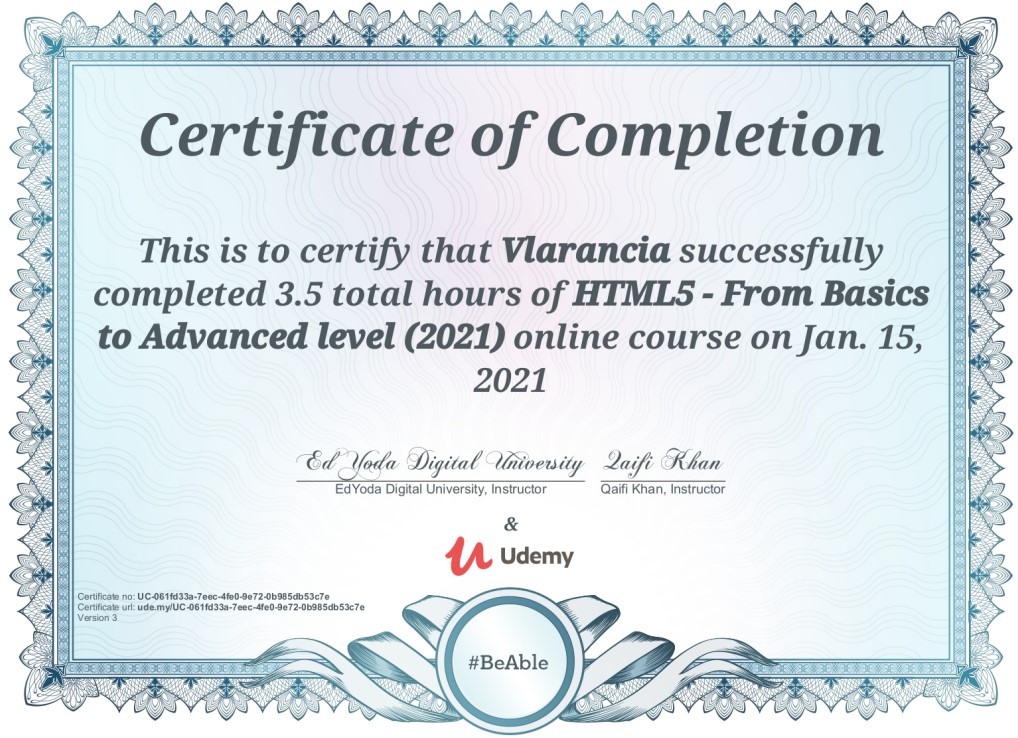 Certificate of Completion
This is to certify that Vlarancia successfully
completed 3.5 total hours of HTML5 - From Basics
to Advanced level (2021) online course on Jan. 15,
2021
Ed Yoda Digital University Qaifi Khan
EdYoda Digital University, Instructor Qaifi Khan, Instructor
&
Udemy
Certificate no: UC-061fd33a-7eec-4fe0-9e72-0b985db53c7e
Certificate url: ude.my/UC-061fd33a-7eec-4fe0-9e72-0b985db53c7e
Version 3
#BeAble